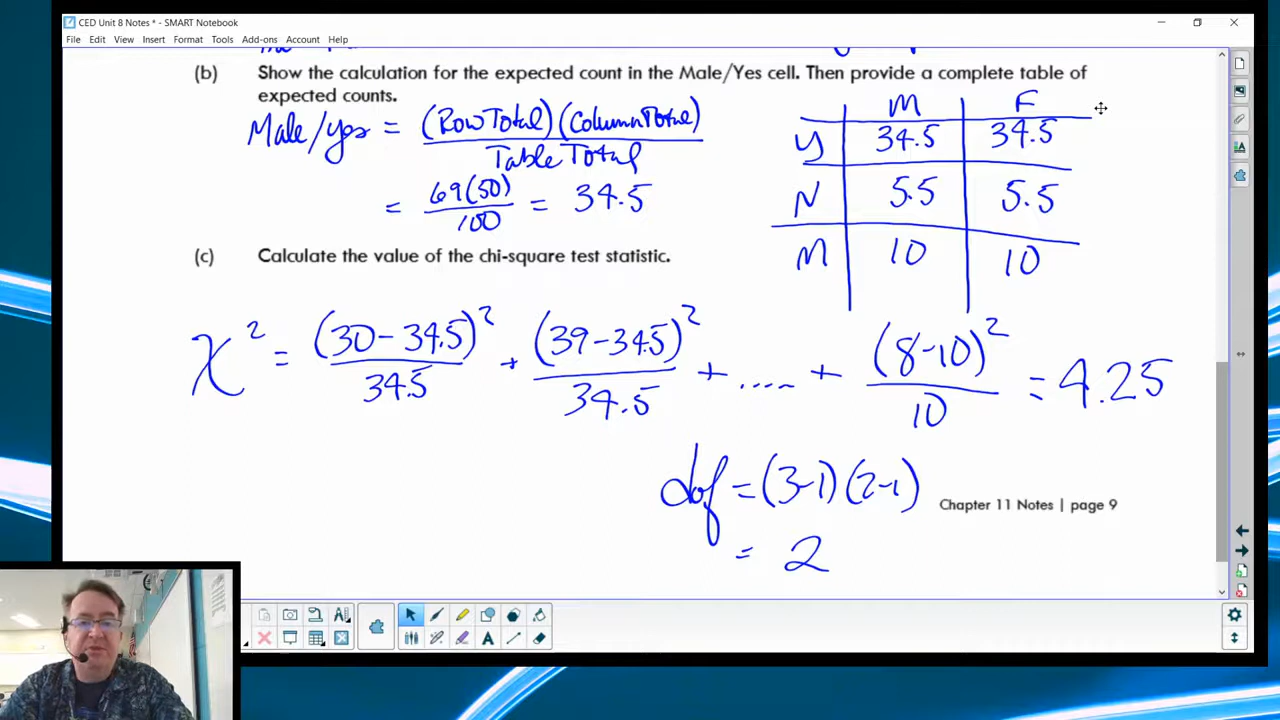 CED Unit 8 Notes * - SMART Notebook
File Edit View Insert Format Tools Add-ons Account Help
(b) Show the calculation for the expected count in the Male/Yes cell. Then provide a complete table of
expected counts.
Male/yes = (Row Total)(Column Total)
Table Total
= 69(50)
100
= 34.5
M F
Y 34.5 34.5
N 5.5 5.5
M 10 10
(c) Calculate the value of the chi-square test statistic.
χ² = (30-34.5)²
34.5
+ (39-34.5)²
34.5
+ .... + (8-10)²
10
= 4.25
dof = (3-1)(2-1)
= 2
Chapter 11 Notes | page 9